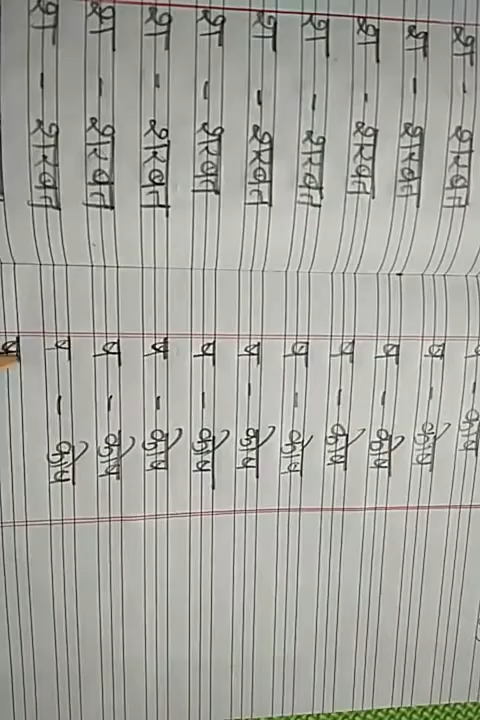 श - शरबत
श - शरबत
श - शरबत
श - शरबत
श - शरबत
श - शरबत
श - शरबत
श - शरबत
श - शरबत
ष - कोष
ष - कोष
ष - कोष
ष - कोष
ष - कोष
ष - कोष
ष - कोष
ष - कोष
ष - कोष
ष - कोष
ष